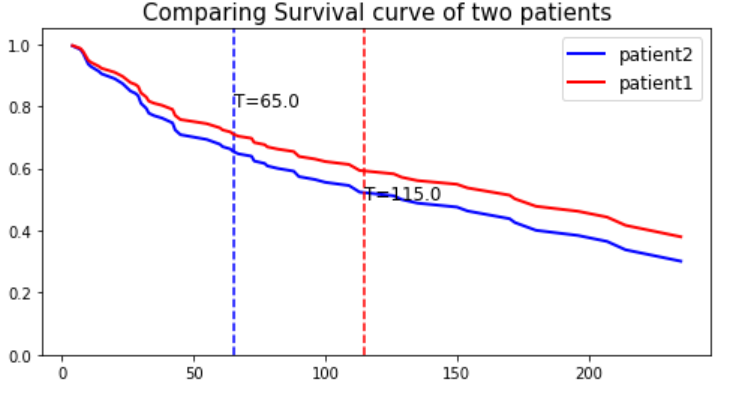 Comparing Survival curve of two patients
1.0
0.8
0.6
0.4
0.2
0.0
patient2
patient1
T=65.0
T=115.0
0
50
100
150
200